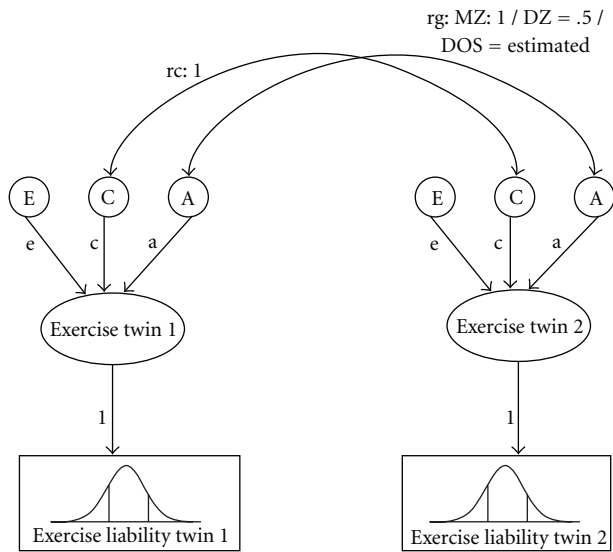 rg: MZ: 1 / DZ = .5 /
DOS = estimated
rc: 1
E
C
A
E
C
A
e
c
a
e
c
a
Exercise twin 1
Exercise twin 2
1
1
Exercise liability twin 1
Exercise liability twin 2